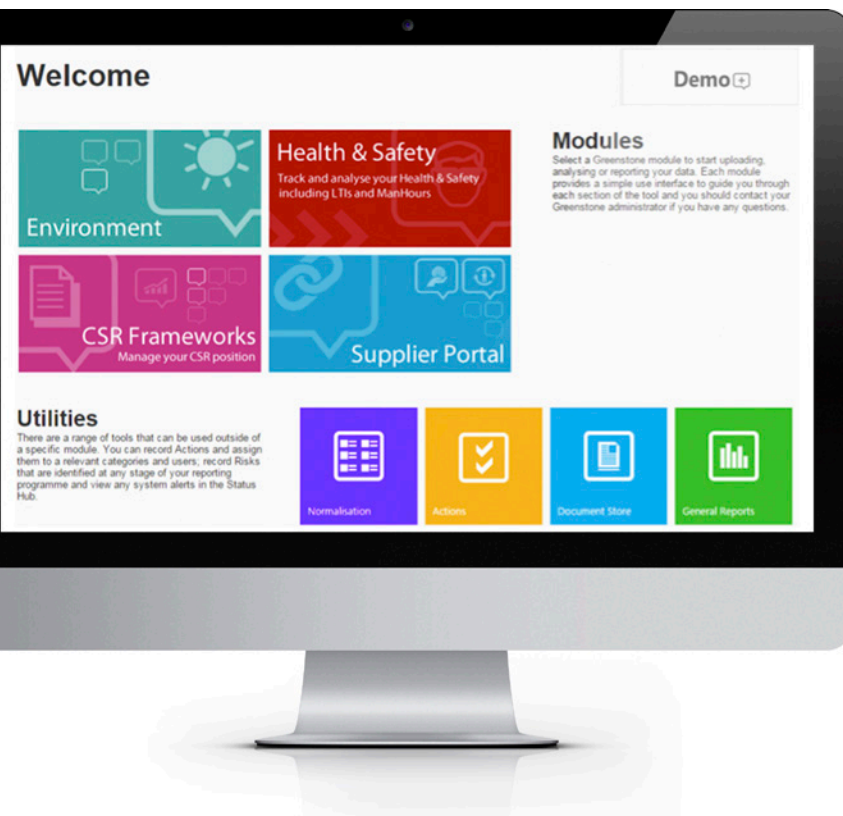 Welcome
Demo
Environment
Health & Safety
Track and analyse your Health & Safety
including LTIs and ManHours
Modules
Select a Greenstone module to start uploading,
analysing or reporting your data. Each module
provides a simple use interface to guide you through
each section of the tool and you should contact your
Greenstone administrator if you have any questions.
CSR Frameworks
Manage your CSR position
Supplier Portal
Utilities
There are a range of tools that can be used outside of
a specific module. You can record Actions and assign
them to a relevant categories and users; record Risks
that are identified at any stage of your reporting
programme and view any system alerts in the Status
Hub.
Normalisation
Actions
Document Store
General Reports